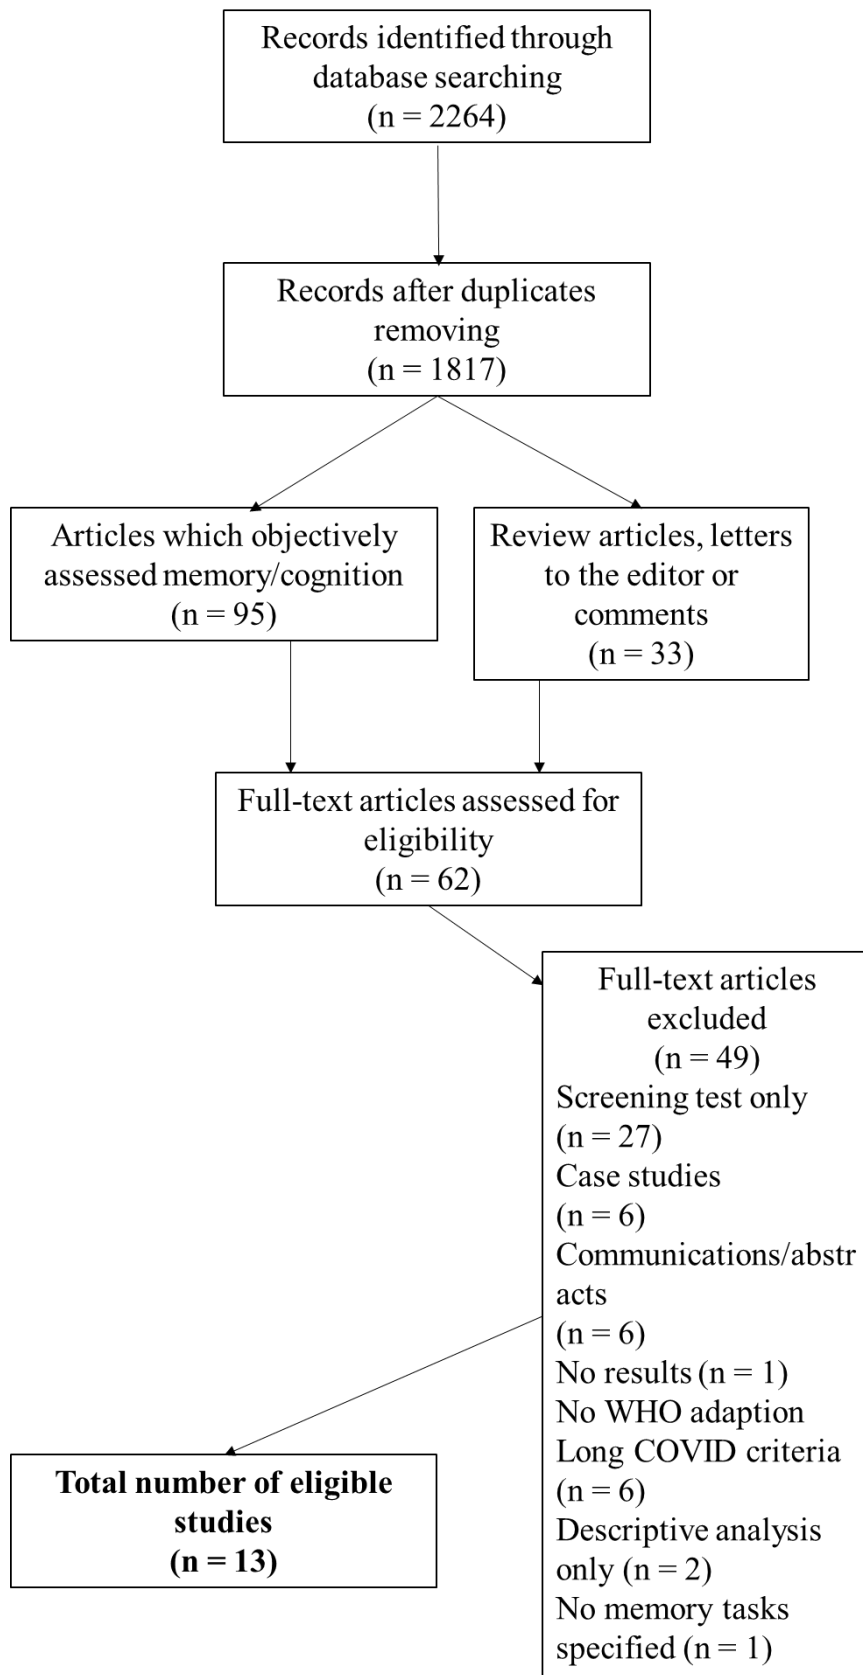 Records identified through
database searching
(n = 2264)
Records after duplicates
removing
(n = 1817)
Articles which objectively
assessed memory/cognition
(n = 95)
Review articles, letters
to the editor or
comments
(n = 33)
Full-text articles assessed for
eligibility
(n = 62)
Full-text articles
excluded
(n = 49)
Screening test only
(n = 27)
Case studies
(n = 6)
Communications/abstr
acts
(n = 6)
No results (n = 1)
No WHO adaption
Long COVID criteria
(n = 6)
Descriptive analysis
only (n = 2)
No memory tasks
specified (n = 1)
Total number of eligible
studies
(n = 13)